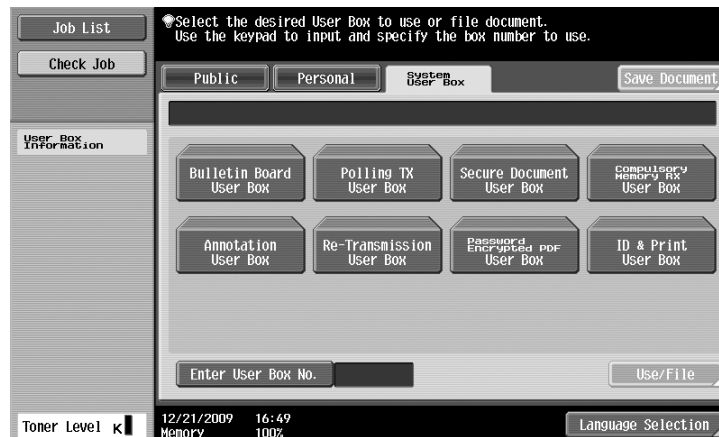 Job List
Select the desired User Box to use or file document.
Use the keypad to input and specify the box number to use.
Check Job
Public
Personal
System
User Box
Save Document
User Box
Information
Bulletin Board
User Box
Polling TX
User Box
Secure Document
User Box
Compulsory
Memory RX
User Box
Annotation
User Box
Re-Transmission
User Box
Password
Encrypted PDF
User Box
ID & Print
User Box
Enter User Box No.
Use/File
Toner Level K
12/21/2009 16:49
Memory 100%
Language Selection